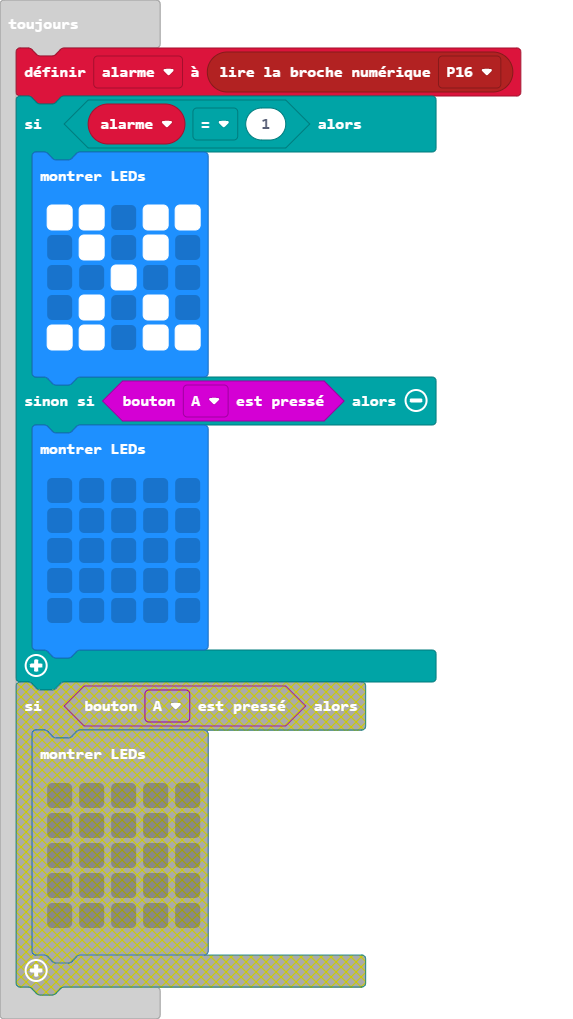 toujours
définir alarme à lire la broche numérique P16
si alarme = 1 alors
montrer LEDs
sinon si bouton A est pressé alors
montrer LEDs
si bouton A est pressé alors
montrer LEDs